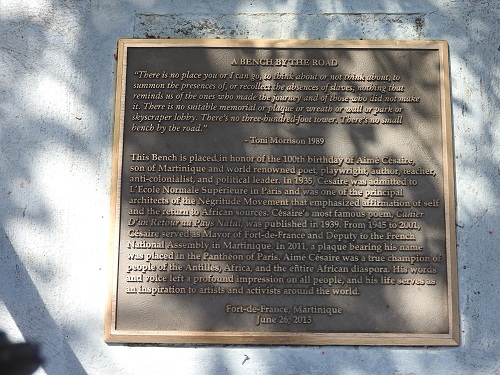 A BENCH BY THE ROAD
"There is no place you or I can go, to think about or not think about, to
summon the presences of, or recollect the absences of slaves; nothing that
reminds us of the ones who made the journey and of those who did not make
it. There is no suitable memorial or plaque or wreath or wall or park or
skyscraper lobby. There's no three-hundred-foot tower. There's no small
bench by the road."
- Toni Morrison 1989
This Bench is placed in honor of the 100th birthday of Aimé Césaire,
son of Martinique and world renowned poet, playwright, author, teacher,
anti-colonialist, and political leader. In 1935, Césaire was admitted to
L'École Normale Supérieure in Paris and was one of the principal
architects of the Négritude Movement that emphasized affirmation of self
and the return to African sources. Césaire's most famous poem, Cahier
D'un Retour au Pays Natal, was published in 1939. From 1945 to 2001,
Césaire served as Mayor of Fort-de-France and Deputy to the French
National Assembly in Martinique. In 2011, a plaque bearing his name
was placed in the Panthéon of Paris. Aimé Césaire was a true champion of
people of the Antilles, Africa, and the entire African diaspora. His words
and voice left a profound impression on all people, and his life serves as
an inspiration to artists and activists around the world.
Fort-de-France, Martinique
June 26, 2013